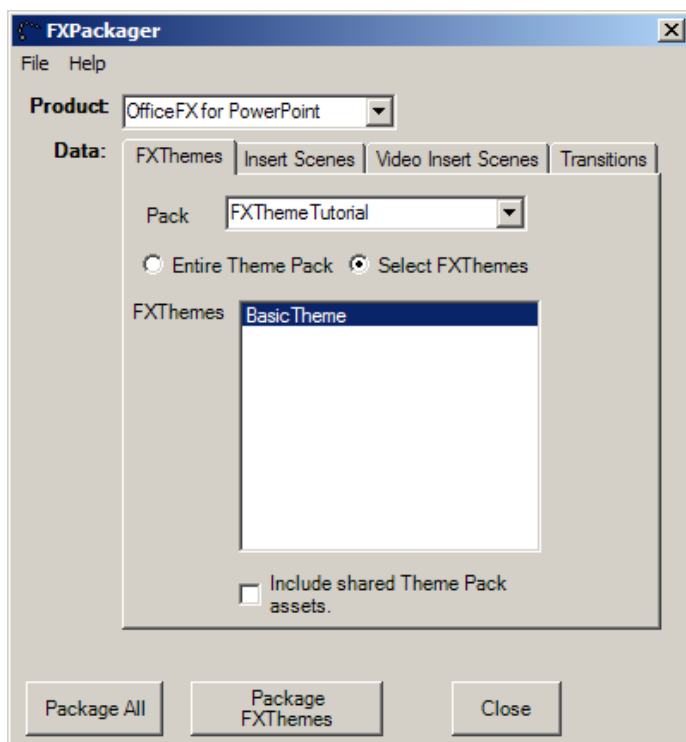 FXPackager
File Help
Product: OfficeFX for PowerPoint
Data: FXThemes Insert Scenes Video Insert Scenes Transitions
Pack FXThemeTutorial
Entire Theme Pack Select FXThemes
FXThemes BasicTheme
Include shared Theme Pack
assets.
Package All Package
FXThemes Close